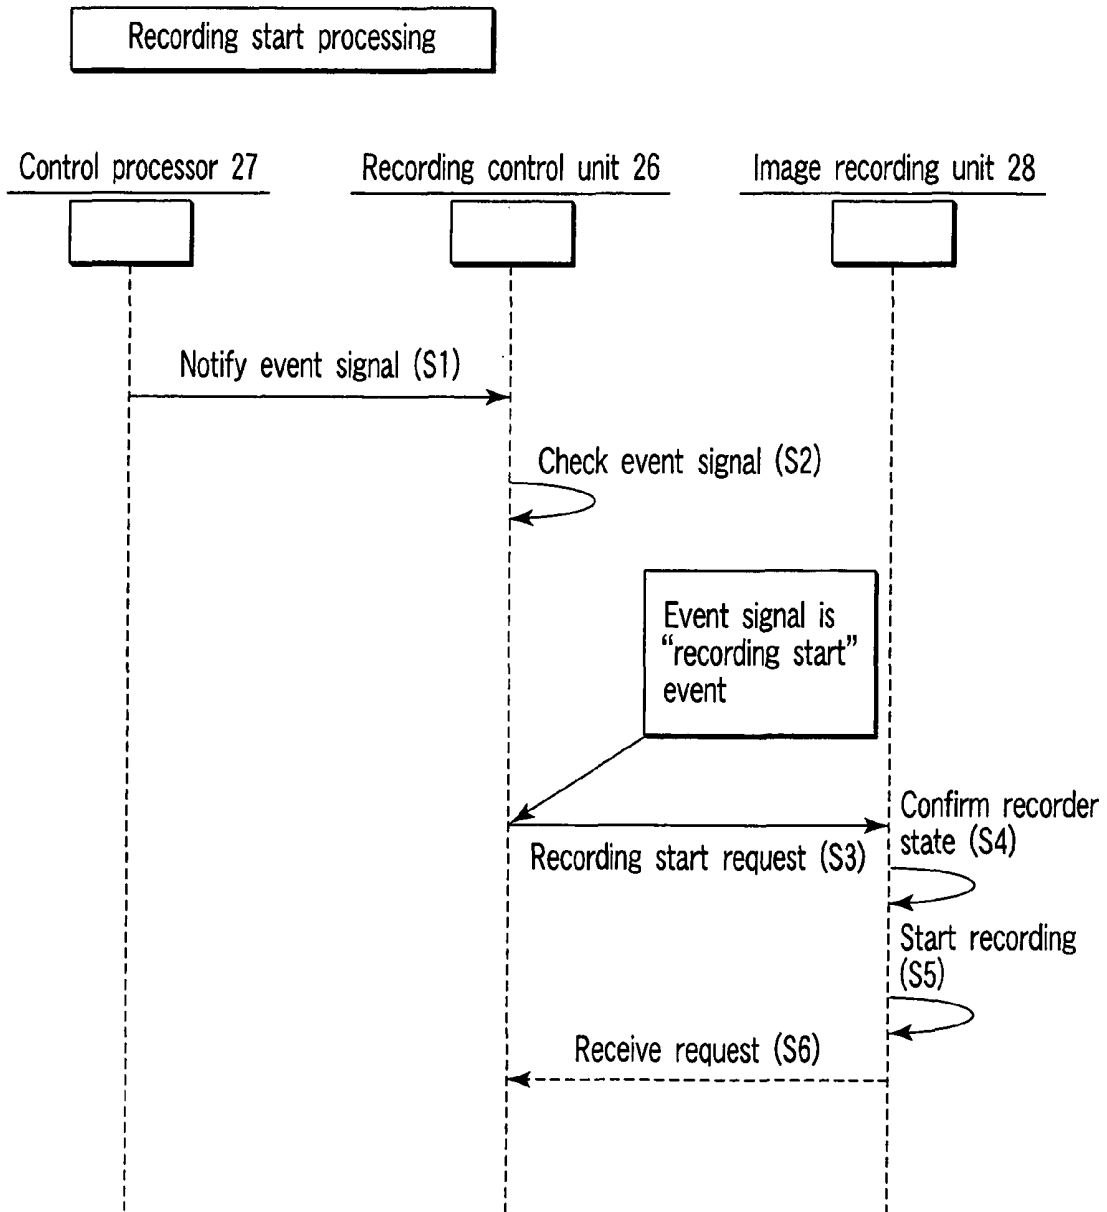 Recording start processing
Control processor 27
Recording control unit 26
Image recording unit 28
Notify event signal (S1)
Check event signal (S2)
Event signal is
“recording start”
event
Confirm recorder
state (S4)
Recording start request (S3)
Start recording
(S5)
Receive request (S6)